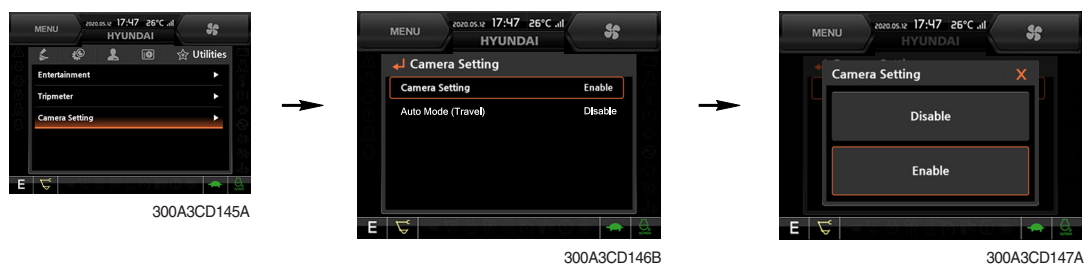 MENU
2020.05.12 17:47 26°C
HYUNDAI
Utilities
Entertainment
Tripmeter
Camera Setting
E
300A3CD145A
MENU
2020.05.12 17:47 26°C
HYUNDAI
Camera Setting
Camera Setting Enable
Auto Mode (Travel) Disable
E
300A3CD146B
MENU
2020.05.12 17:47 26°C
HYUNDAI
Camera Setting X
Disable
Enable
E
300A3CD147A